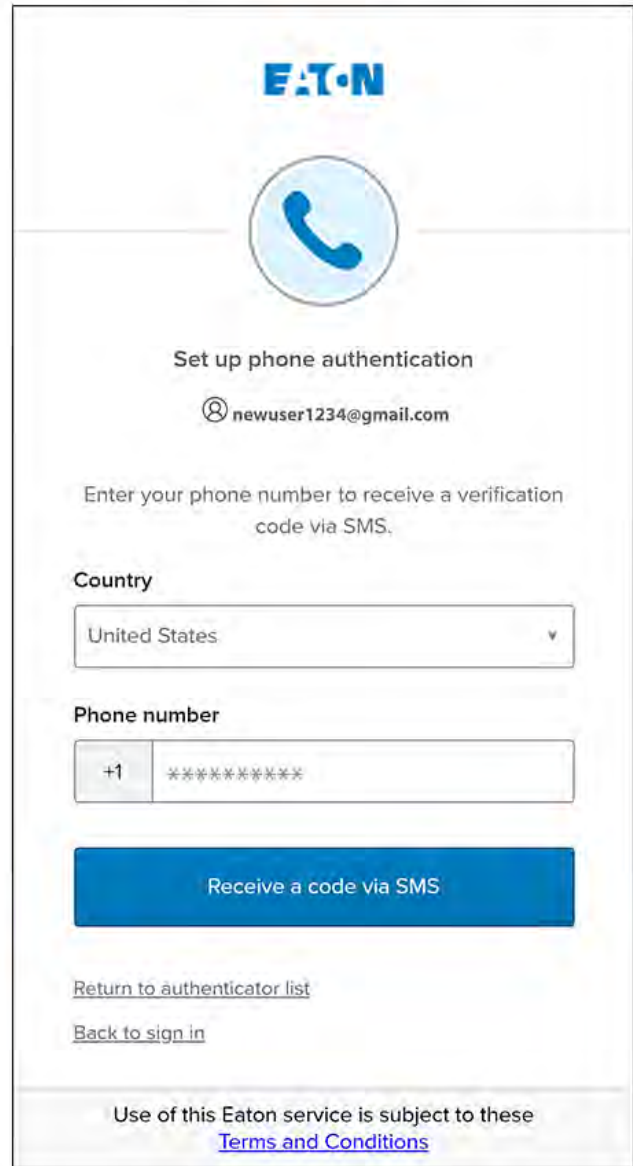 EATON
Set up phone authentication
newuser1234@gmail.com
Enter your phone number to receive a verification
code via SMS.
Country
United States
Phone number
+1 **********
Receive a code via SMS
Return to authenticator list
Back to sign in
Use of this Eaton service is subject to these
Terms and Conditions